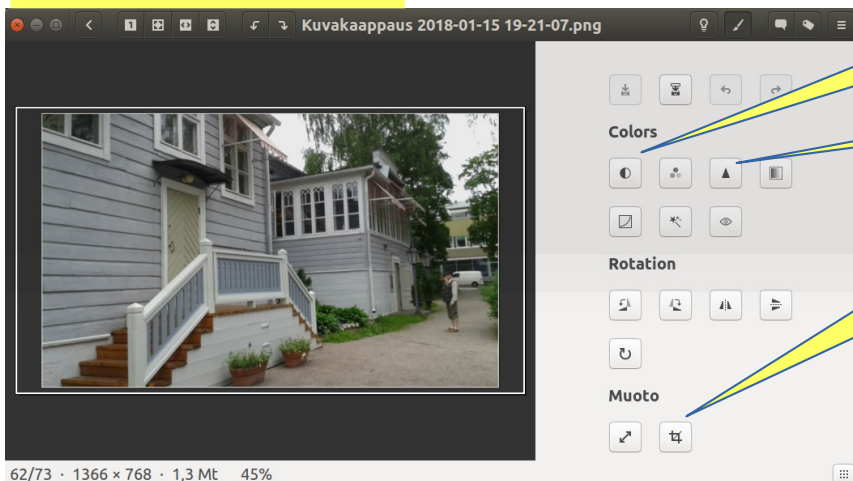 1
Kuvakaappaus 2018-01-15 19-21-07.png
Colors
Rotation
Muoto
62/73 · 1366 × 768 · 1,3 Mt 45%